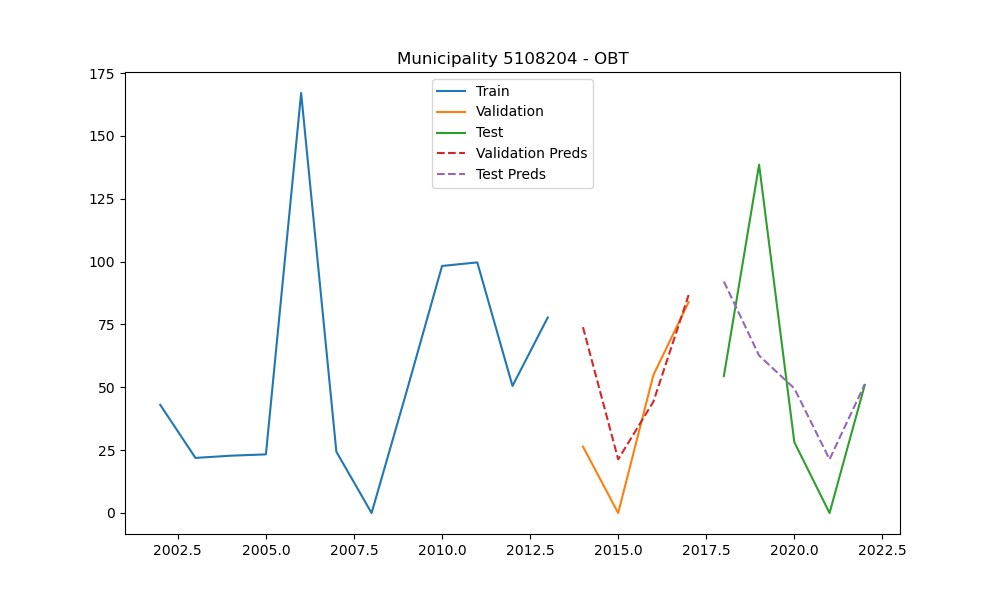 Municipality 5108204 - OBT
Train
Validation
Test
Validation Preds
Test Preds
175
150
125
100
75
50
25
0
2002.5 2005.0 2007.5 2010.0 2012.5 2015.0 2017.5 2020.0 2022.5